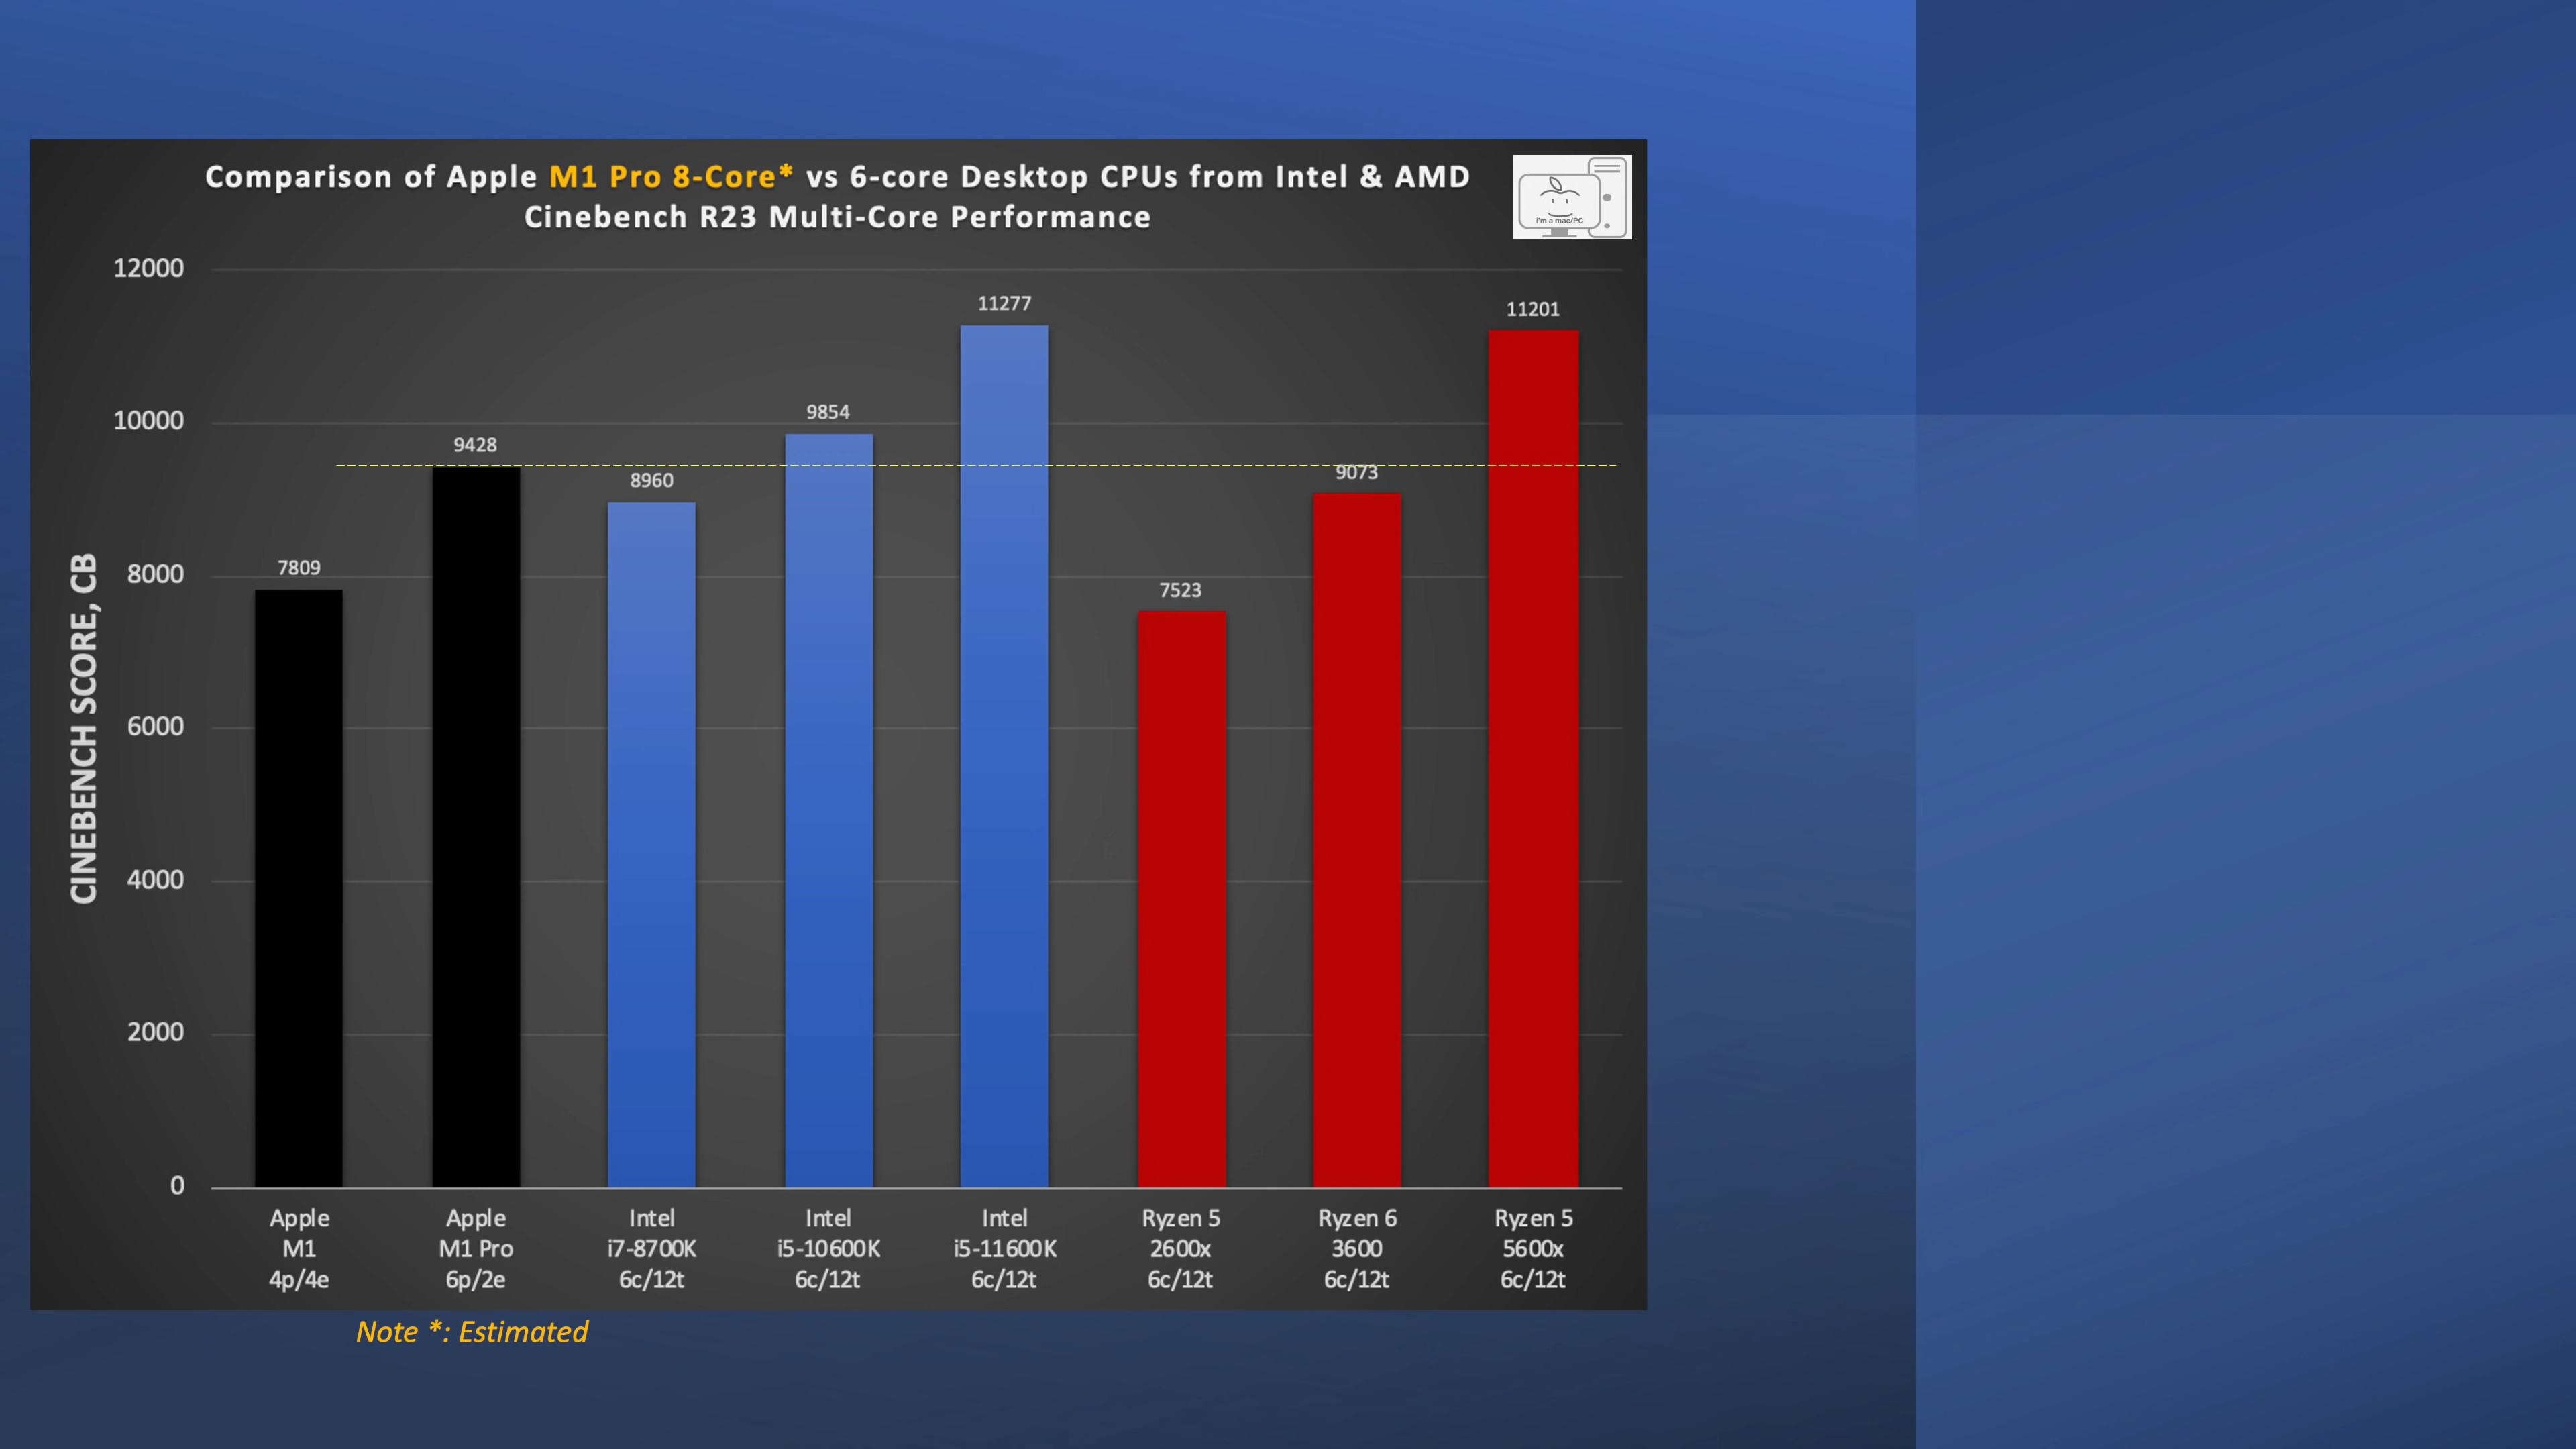 Comparison of Apple M1 Pro 8-Core* vs 6-core Desktop CPUs from Intel & AMD
Cinebench R23 Multi-Core Performance
i'm a mac/PC
CINEBENCH SCORE, CB
12000
10000
8000
6000
4000
2000
0
7809
9428
8960
9854
11277
7523
9073
11201
Apple
M1
4p/4e
Apple
M1 Pro
6p/2e
Intel
i7-8700K
6c/12t
Intel
i5-10600K
6c/12t
Intel
i5-11600K
6c/12t
Ryzen 5
2600x
6c/12t
Ryzen 6
3600
6c/12t
Ryzen 5
5600x
6c/12t
Note *: Estimated